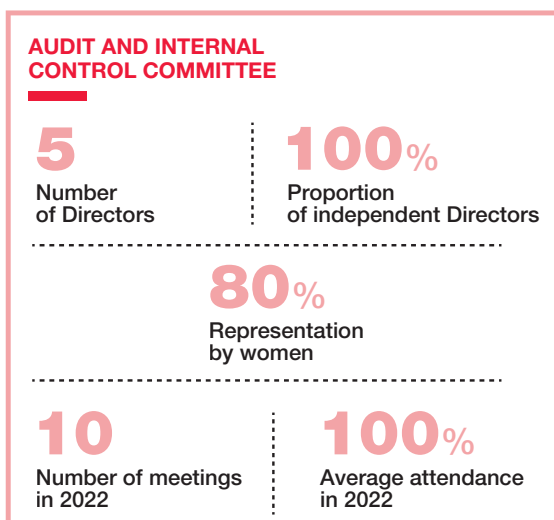 AUDIT AND INTERNAL
CONTROL COMMITTEE
5
Number
of Directors
100%
Proportion
of independent Directors
80%
Representation
by women
10
Number of meetings
in 2022
100%
Average attendance
in 2022